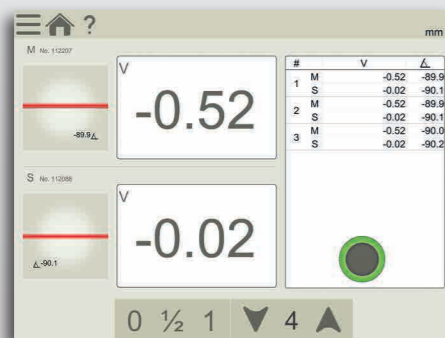 ?
mm
M No. 112207
V
-0.52
-89.9∡
S No. 112088
V
-0.02
∡-90.1
# V ∡
1 M -0.52 -89.9
S -0.02 -90.1
2 M -0.52 -89.9
S -0.02 -90.1
3 M -0.52 -90.0
S -0.02 -90.2
0 ½ 1 4